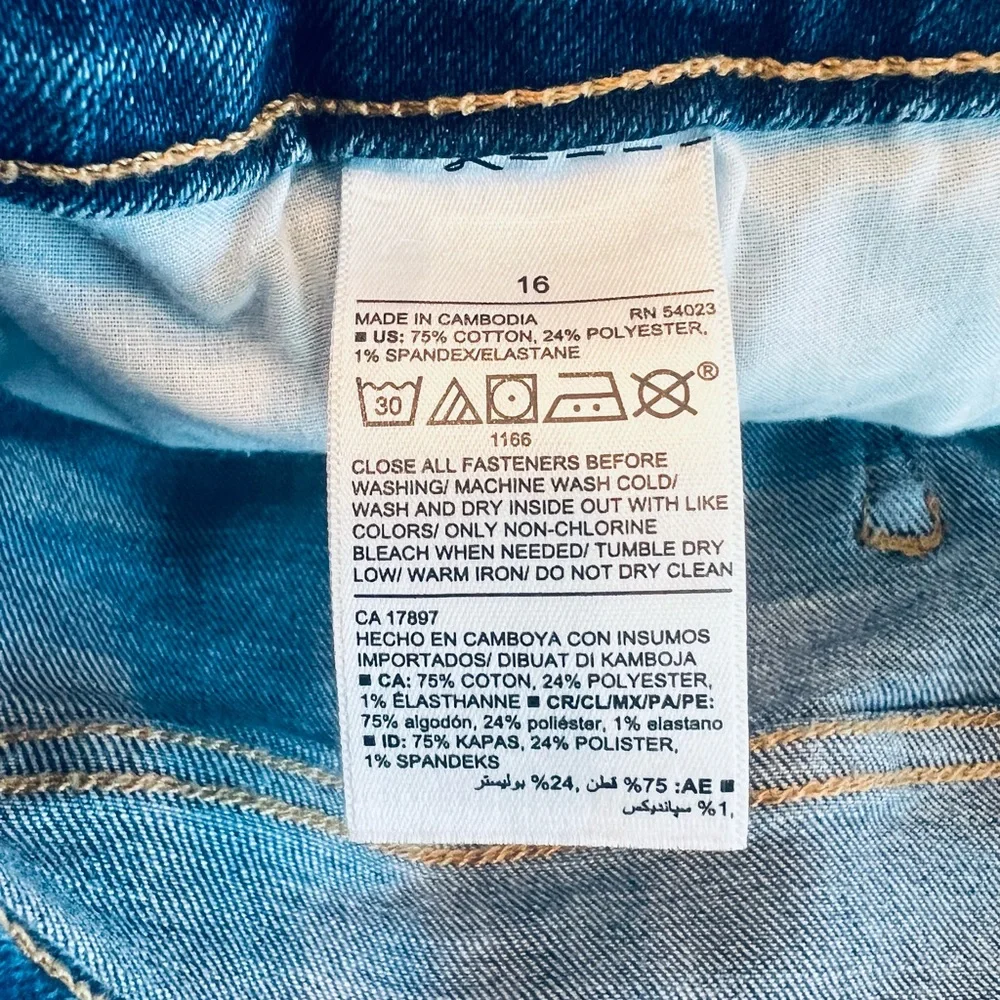 16
MADE IN CAMBODIA RN 54023
■ US: 75% COTTON, 24% POLYESTER,
1% SPANDEX/ELASTANE
30 ®
1166
CLOSE ALL FASTENERS BEFORE
WASHING/ MACHINE WASH COLD/
WASH AND DRY INSIDE OUT WITH LIKE
COLORS/ ONLY NON-CHLORINE
BLEACH WHEN NEEDED/ TUMBLE DRY
LOW/ WARM IRON/ DO NOT DRY CLEAN
CA 17897
HECHO EN CAMBOYA CON INSUMOS
IMPORTADOS/ DIBUAT DI KAMBOJA
■ CA: 75% COTON, 24% POLYESTER,
1% ÉLASTHANNE ■ CR/CL/MX/PA/PE:
75% algodón, 24% poliéster, 1% elastano
■ ID: 75% KAPAS, 24% POLISTER,
1% SPANDEKS
■ AE: 75% قطن, 24% بوليستر
,1% سپانديكس